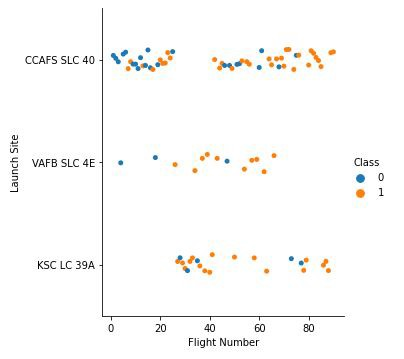 CCAFS SLC 40
VAFB SLC 4E
KSC LC 39A
Launch Site
0 20 40 60 80
Flight Number
Class
0
1